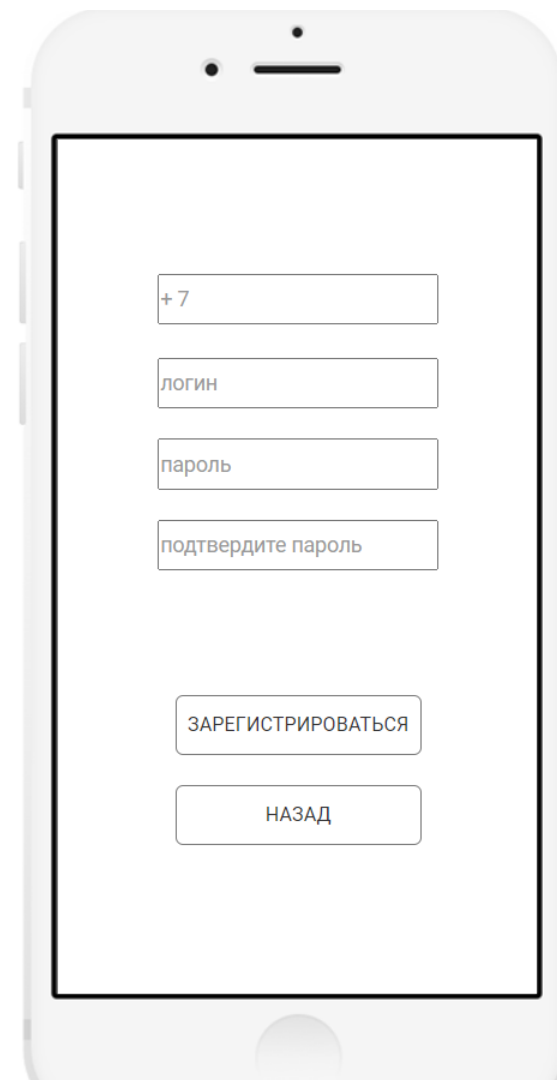 + 7
логин
пароль
подтвердите пароль
ЗАРЕГИСТРИРОВАТЬСЯ
НАЗАД